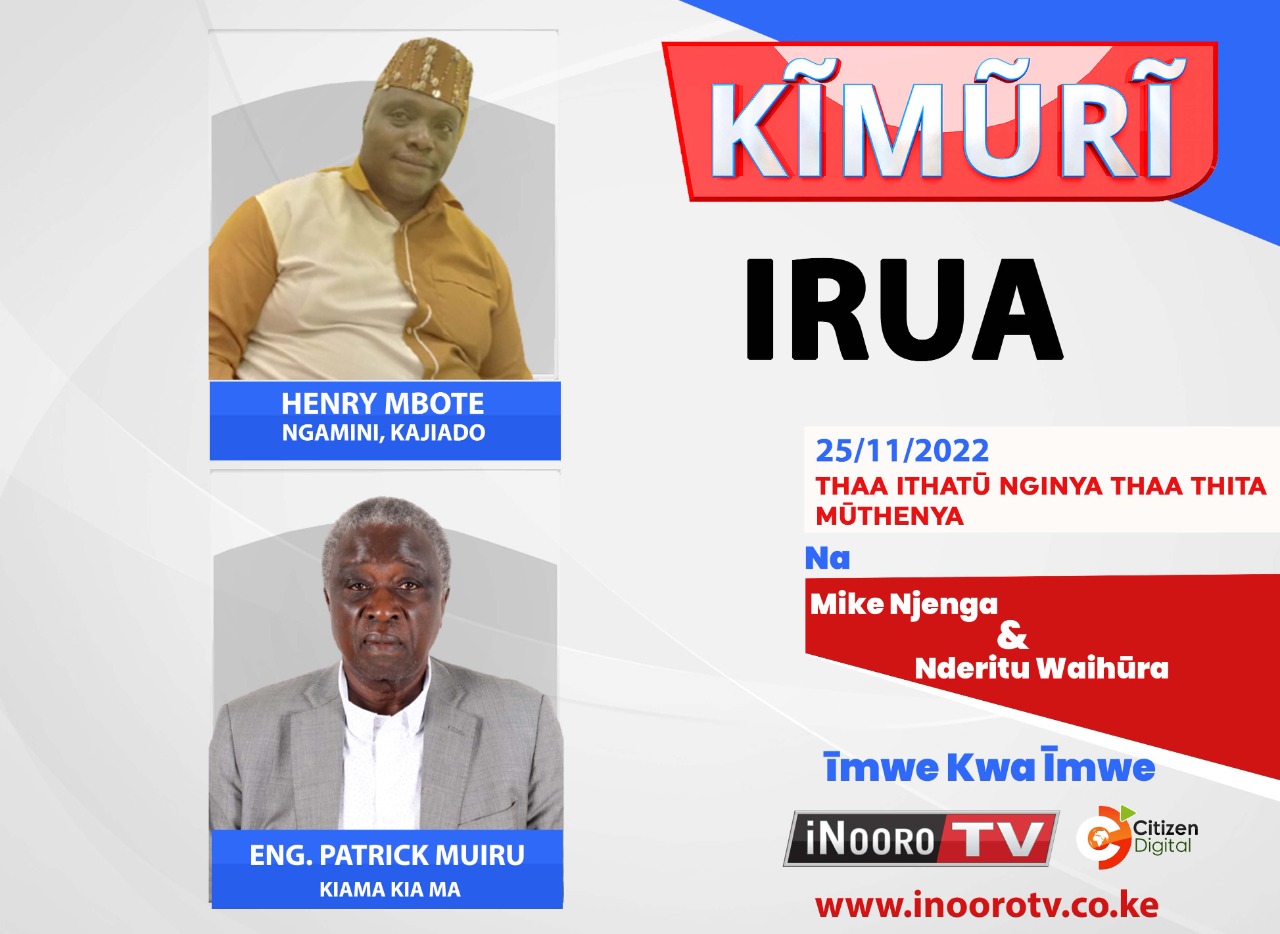 KĨMŨRĨ
IRUA
HENRY MBOTE
NGAMINI, KAJIADO
25/11/2022
THAA ITHATŪ NGINYA THAA THITA
MŪTHENYA
Na
Mike Njenga
&
Nderitu Waihūra
ENG. PATRICK MUIRU
KIAMA KIA MA
Īmwe Kwa Īmwe
iNOORO TV
Citizen
Digital
www.inoorotv.co.ke